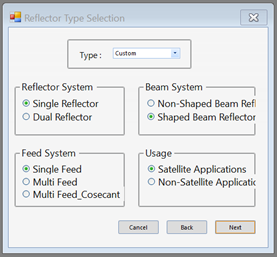 Reflector Type Selection
Type : Custom
Reflector System
Single Reflector
Dual Reflector
Beam System
Non-Shaped Beam Refl
Shaped Beam Reflector
Feed System
Single Feed
Multi Feed
Multi Feed_Cosecant
Usage
Satellite Applications
Non-Satellite Applicatio
Cancel Back Next